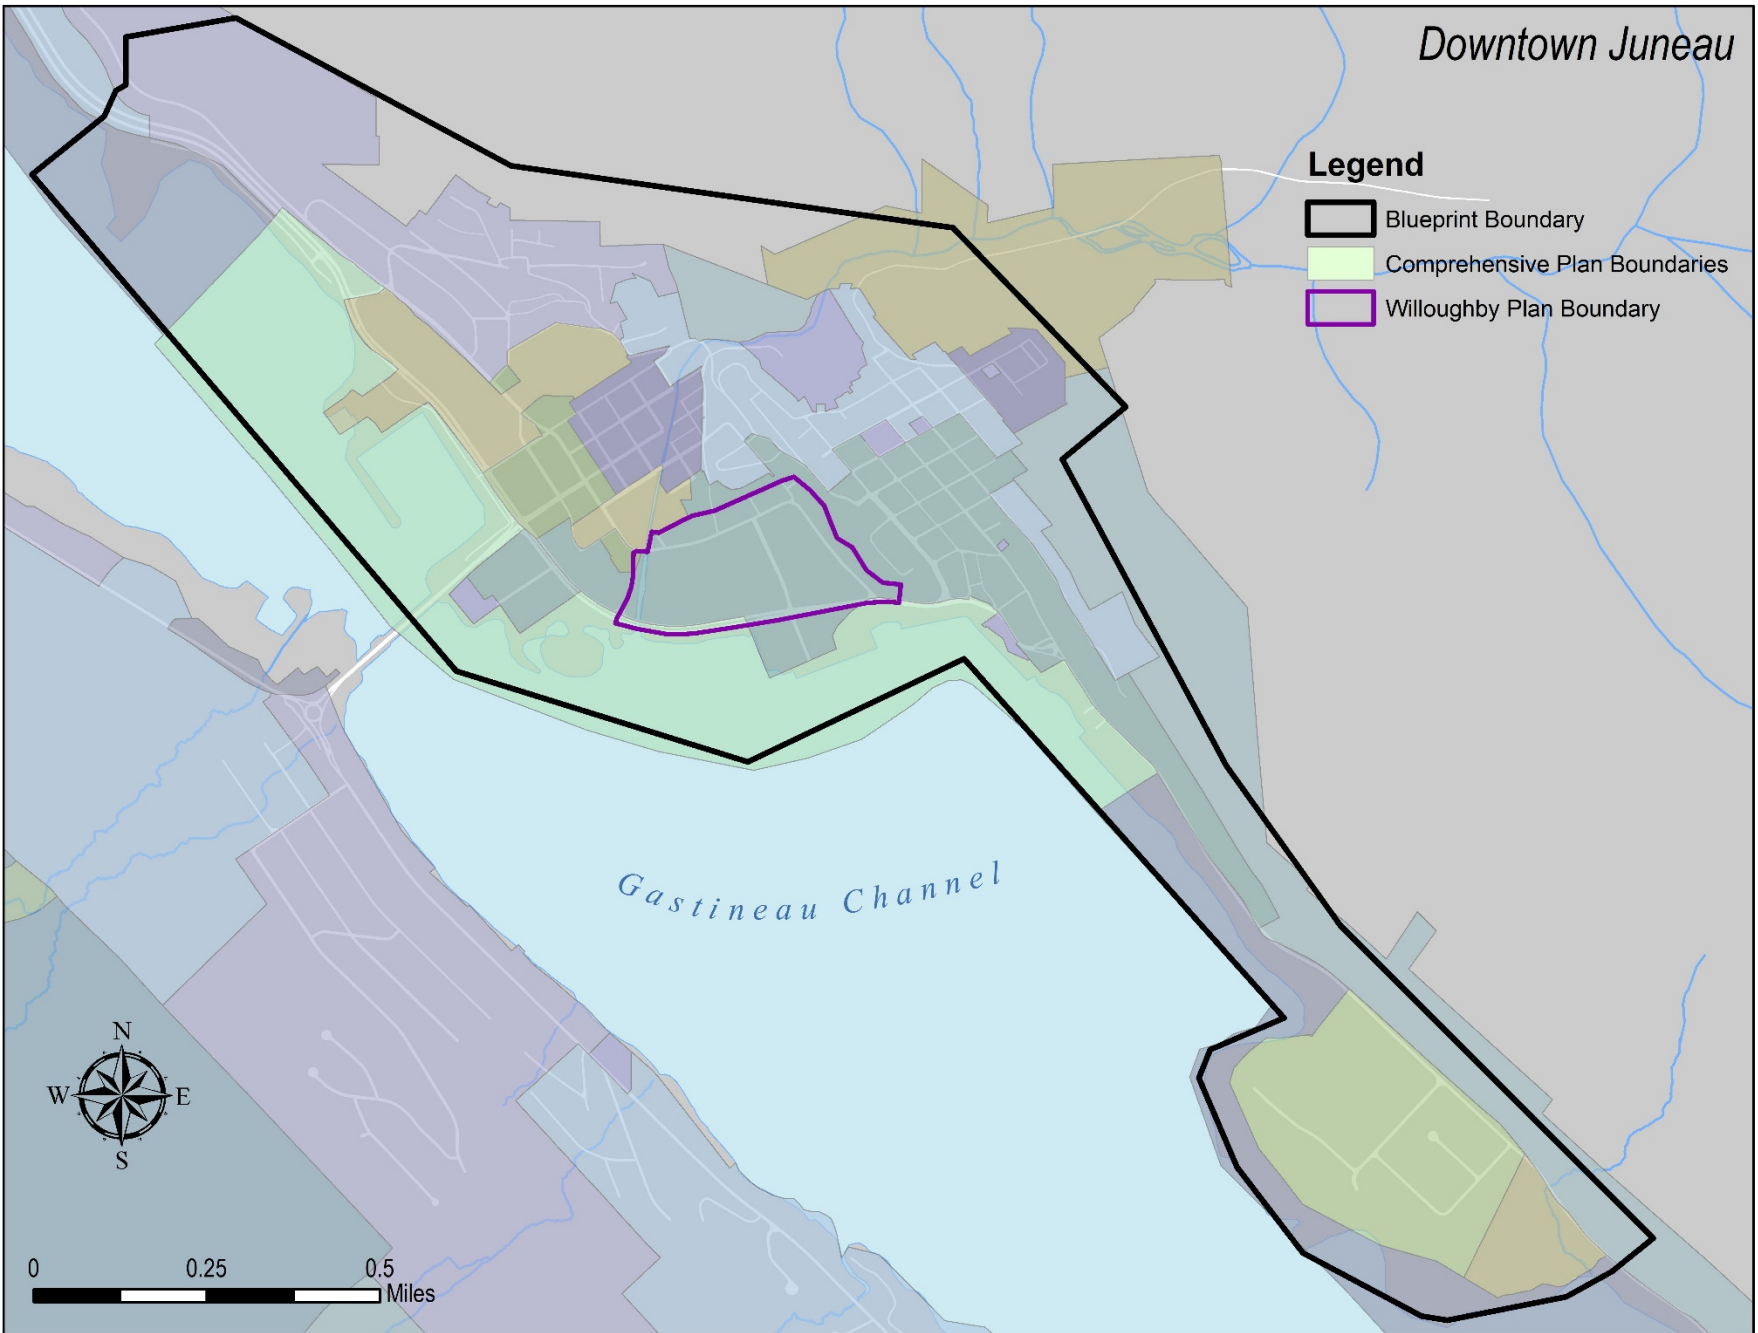 Downtown Juneau
Legend
Blueprint Boundary
Comprehensive Plan Boundaries
Willoughby Plan Boundary
Gastineau Channel
N
W E
S
0 0.25 0.5
Miles